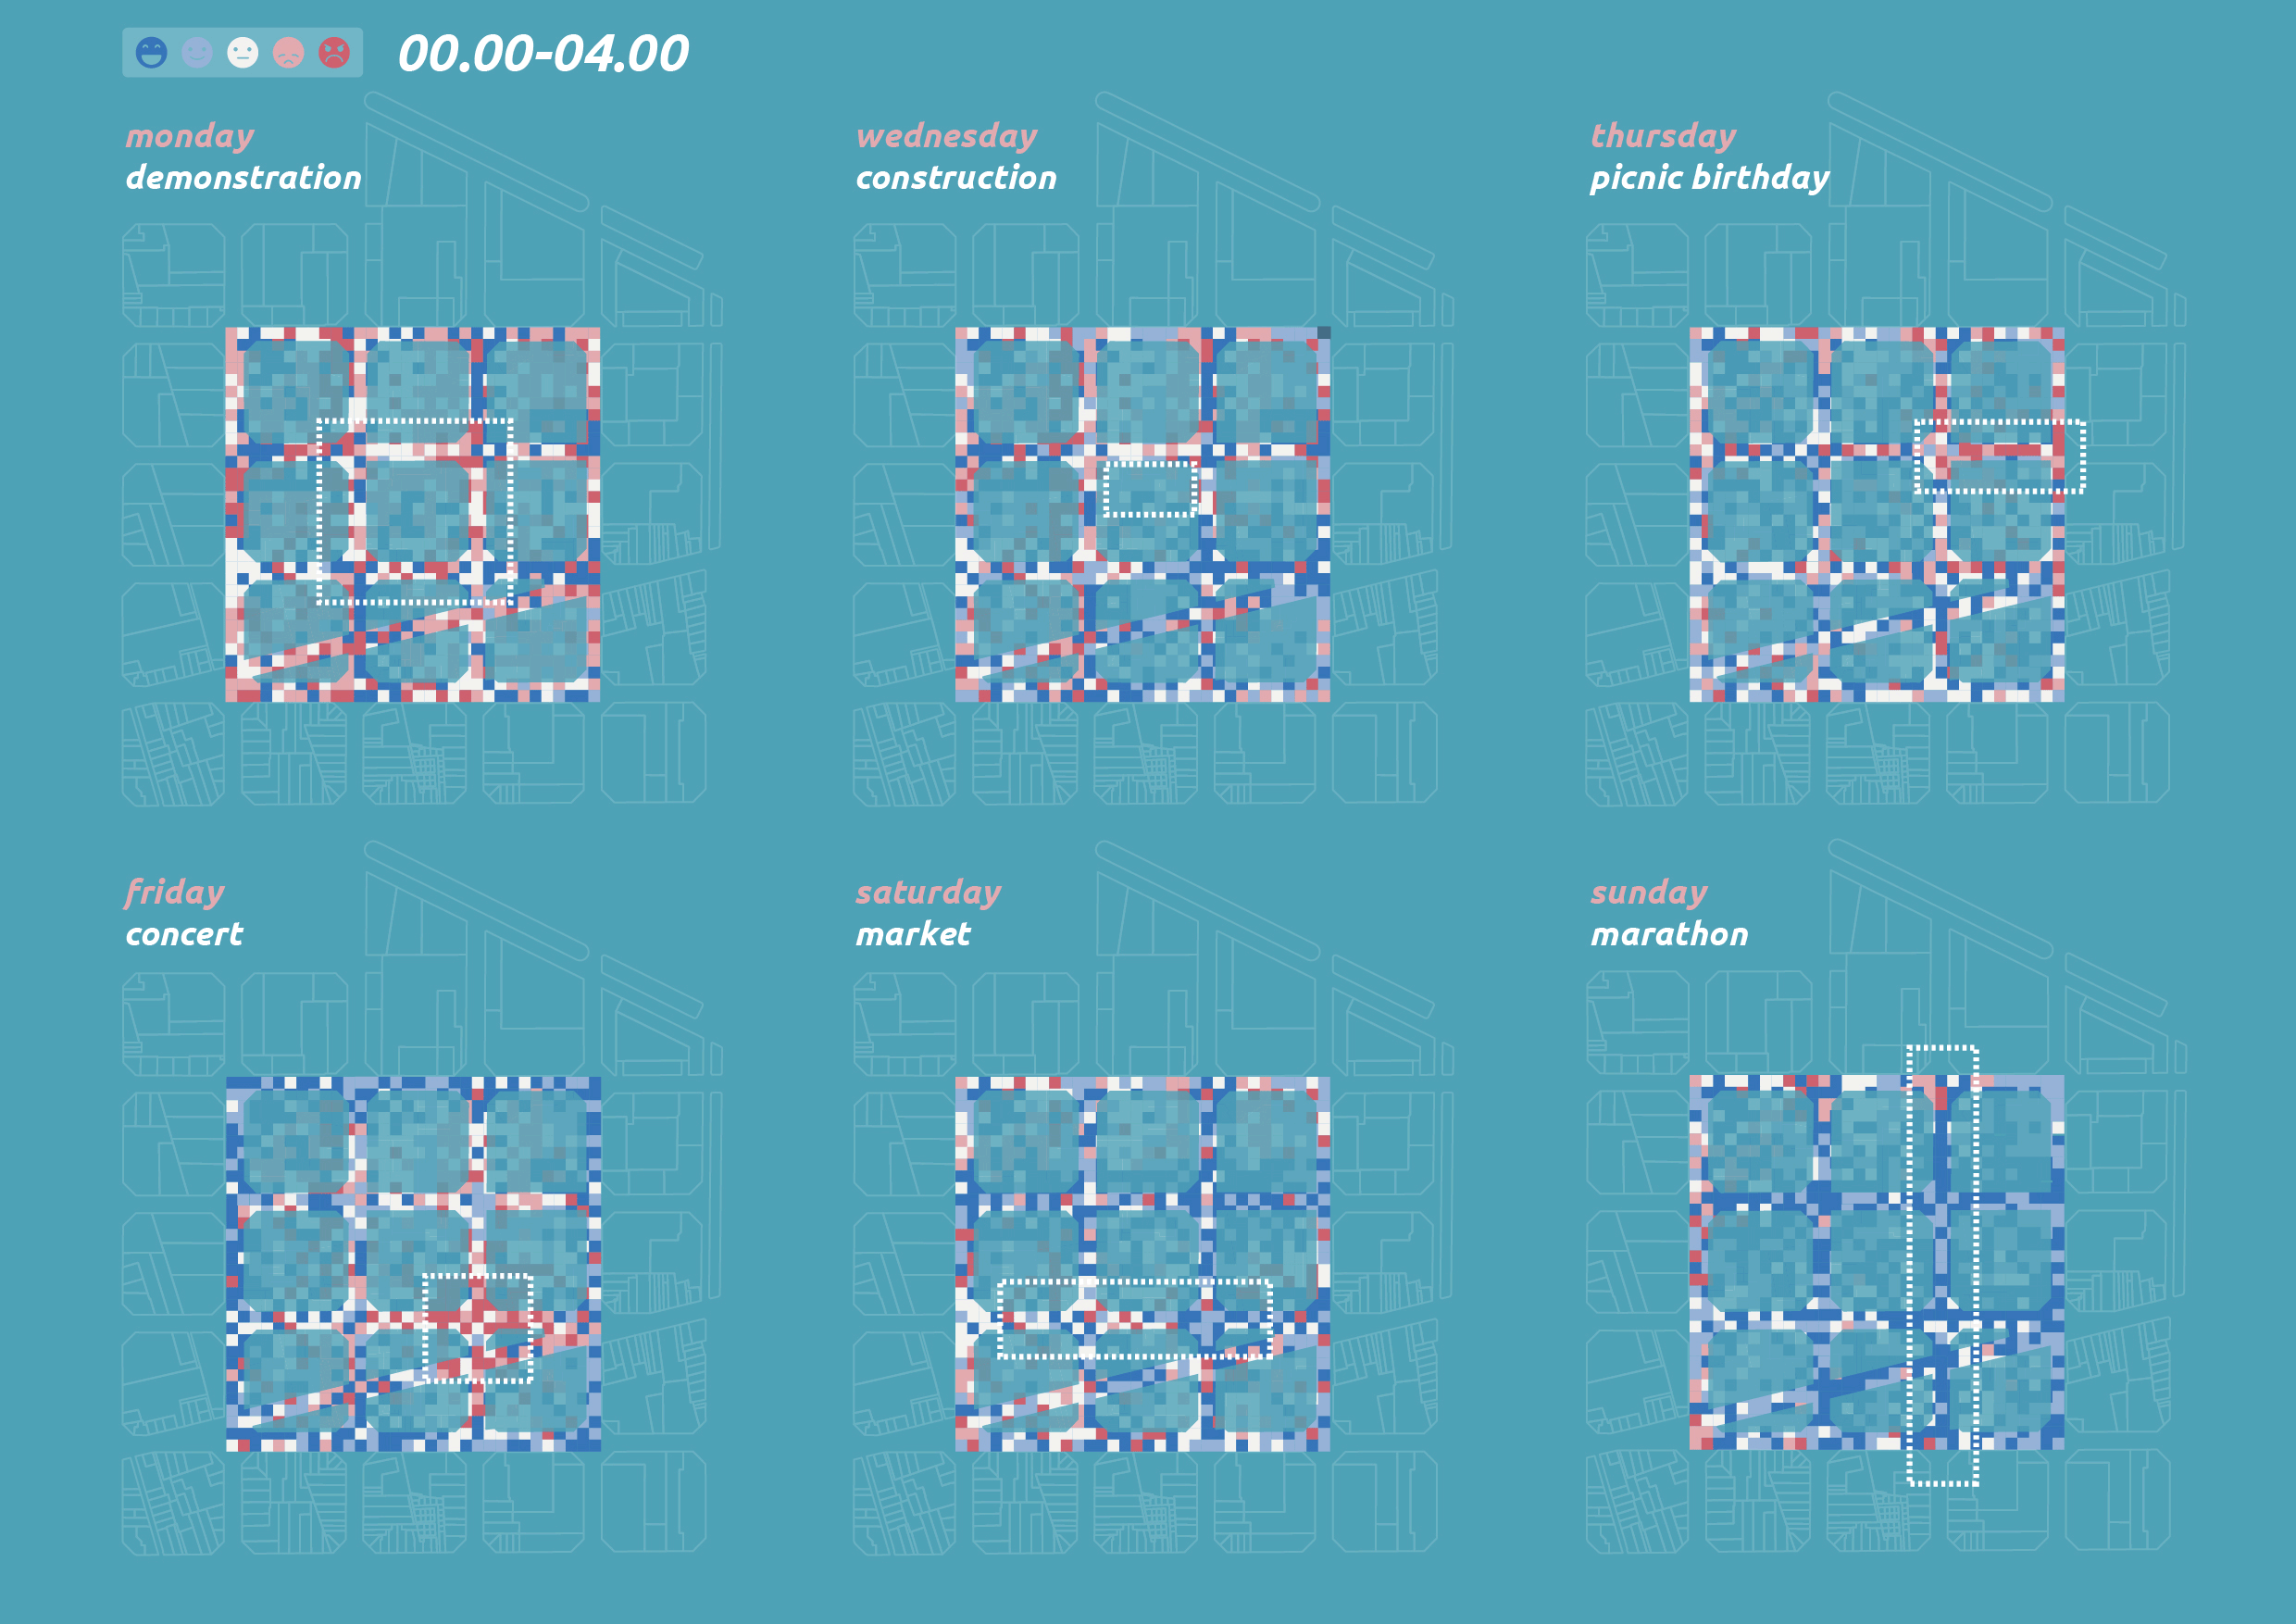 00.00-04.00
monday
demonstration
wednesday
construction
thursday
picnic birthday
friday
concert
saturday
market
sunday
marathon